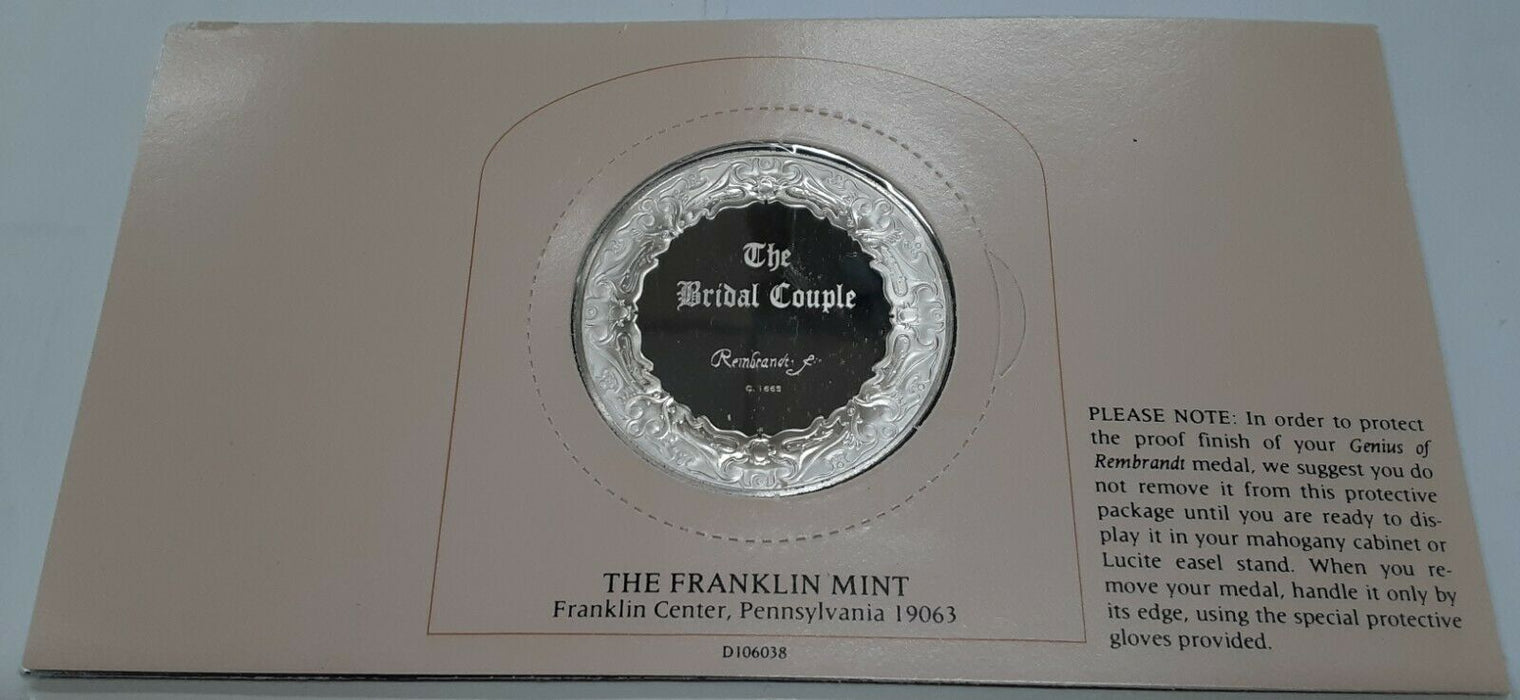 The
Bridal Couple
Rembrandt f.
C. 1662
THE FRANKLIN MINT
Franklin Center, Pennsylvania 19063
D106038
PLEASE NOTE: In order to protect
the proof finish of your Genius of
Rembrandt medal, we suggest you do
not remove it from this protective
package until you are ready to dis-
play it in your mahogany cabinet or
Lucite easel stand. When you re-
move your medal, handle it only by
its edge, using the special protective
gloves provided.